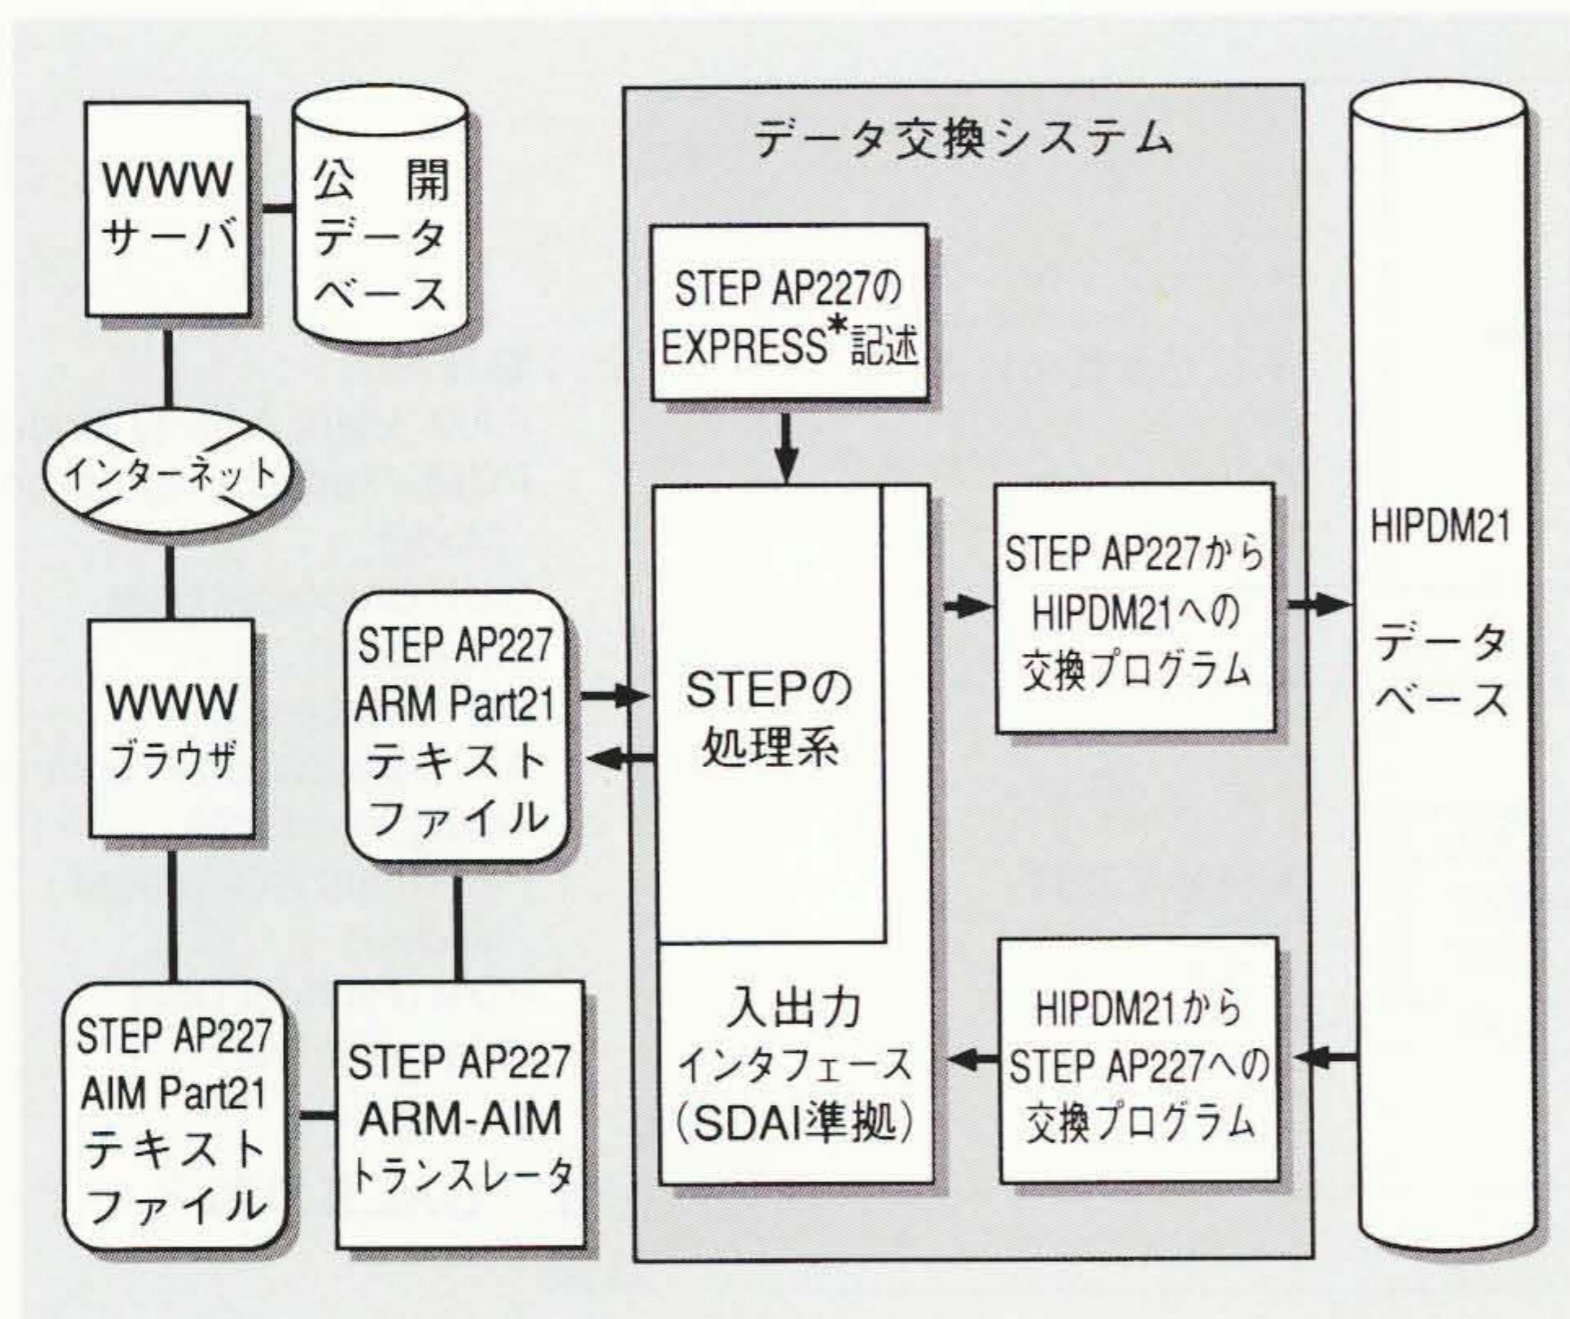 WWW
サーバ
公 開
データ
ベース
インターネット
WWW
ブラウザ
STEP AP227
AIM Part21
テキスト
ファイル
STEP AP227
ARM-AIM
トランスレータ
STEP AP227
ARM Part21
テキスト
ファイル
データ交換システム
STEP AP227の
EXPRESS*記述
STEPの
処理系
入出力
インタフェース
(SDAI準拠)
STEP AP227から
HIPDM21への
交換プログラム
HIPDM21から
STEP AP227への
交換プログラム
HIPDM21
データ
ベース